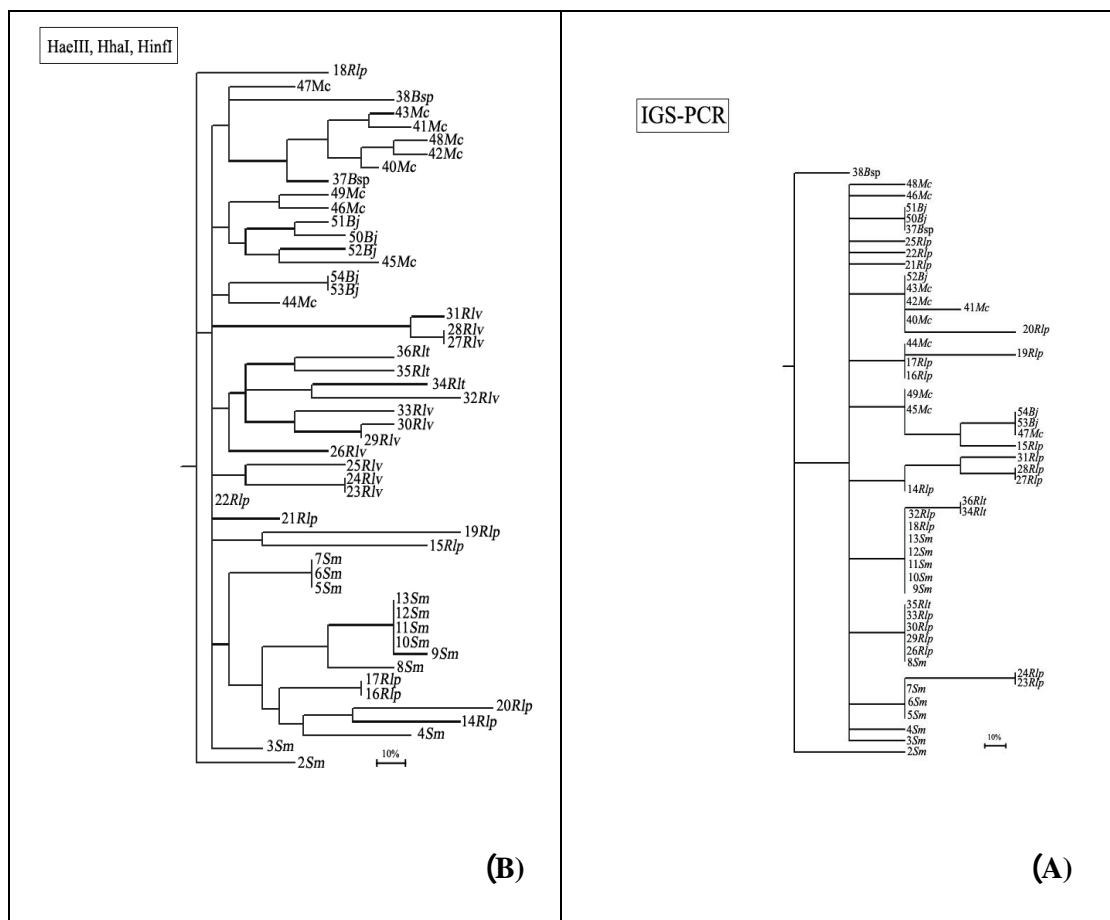 HaeIII, HhaI, HinfI
18Rlp
47Mc
38Bsp
43Mc
41Mc
48Mc
42Mc
40Mc
37Bsp
49Mc
46Mc
51Bj
50Bj
52Bj
45Mc
54Bj
53Bj
44Mc
31Rlv
28Rlv
27Rlv
36Rlt
35Rlt
34Rlt
32Rlv
33Rlv
30Rlv
29Rlv
26Rlv
25Rlv
24Rlv
23Rlv
22Rlp
21Rlp
19Rlp
15Rlp
7Sm
6Sm
5Sm
13Sm
12Sm
11Sm
10Sm
9Sm
8Sm
17Rlp
16Rlp
20Rlp
14Rlp
4Sm
3Sm
2Sm
10%
(B)
IGS-PCR
38Bsp
48Mc
46Mc
51Bj
50Bj
37Bsp
25Rlp
22Rlp
21Rlp
52Bj
43Mc
42Mc
41Mc
40Mc
20Rlp
44Mc
19Rlp
17Rlp
16Rlp
49Mc
45Mc
54Bj
53Bj
47Mc
15Rlp
31Rlp
28Rlp
27Rlp
14Rlp
36Rlt
34Rlt
32Rlp
18Rlp
13Sm
12Sm
11Sm
10Sm
9Sm
35Rlt
33Rlp
30Rlp
29Rlp
26Rlp
8Sm
24Rlp
23Rlp
7Sm
6Sm
5Sm
4Sm
3Sm
2Sm
10%
(A)